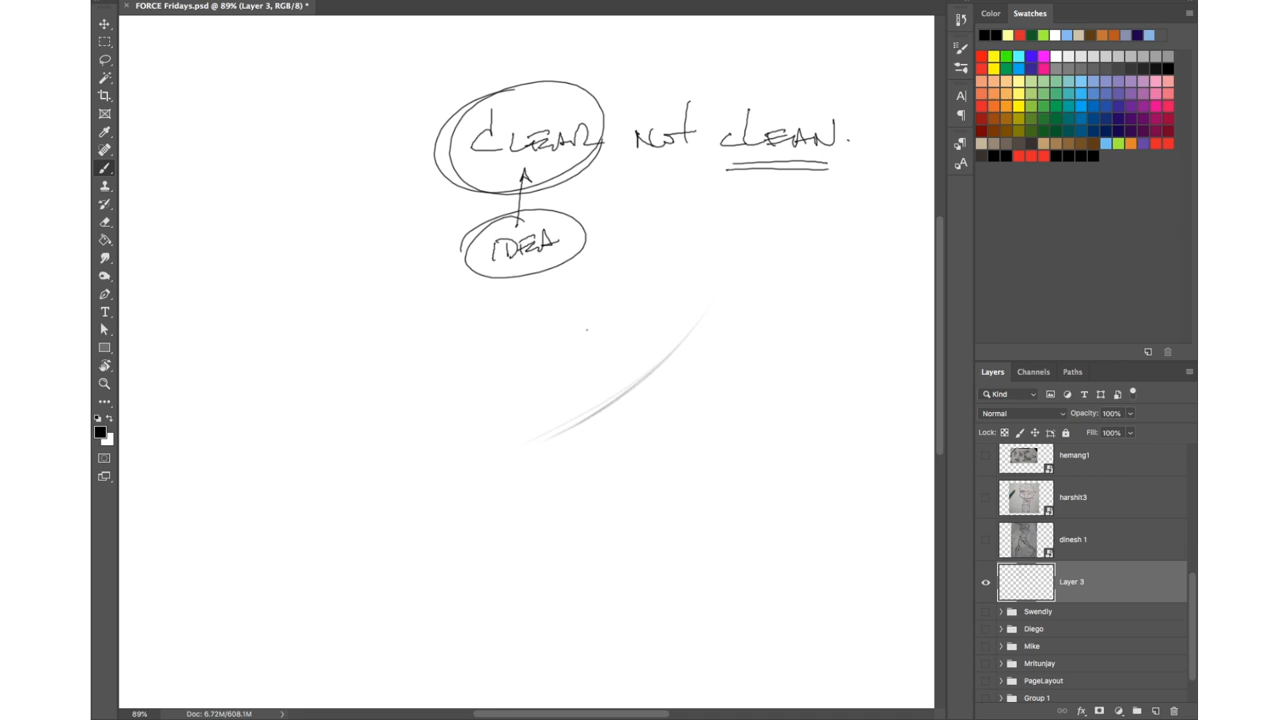 FORCE Fridays.psd @ 89% (Layer 3, RGB/8) *
Color
Swatches
CLEAR NOT CLEAN.
IDEA
Layers
Channels
Paths
Kind
Normal
Opacity: 100%
Lock:
Fill: 100%
hemang1
harshit3
dinesh 1
Layer 3
Swendly
Diego
Mike
Mritunjay
PageLayout
Group 1
89%
Doc: 6.72M/608.1M